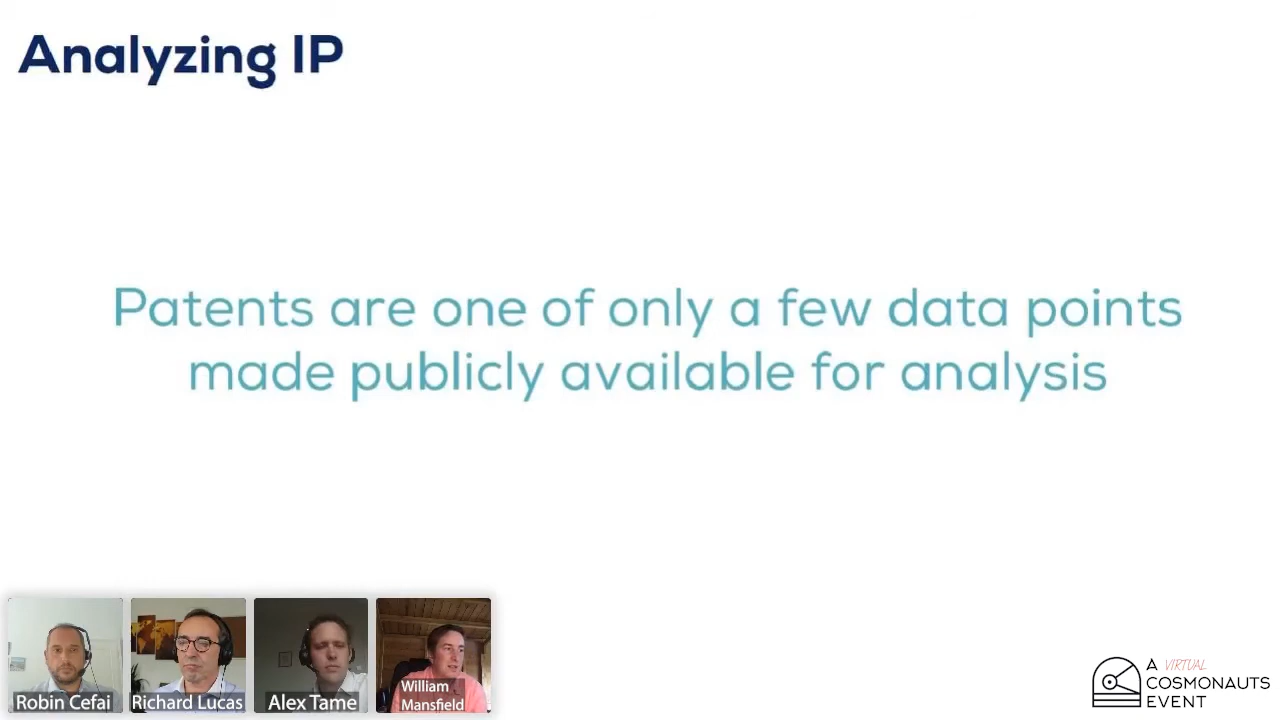 Analyzing IP
Patents are one of only a few data points
made publicly available for analysis
Robin Cefai
Richard Lucas
Alex Tame
William
Mansfield
A VIRTUAL
COSMONAUTS
EVENT